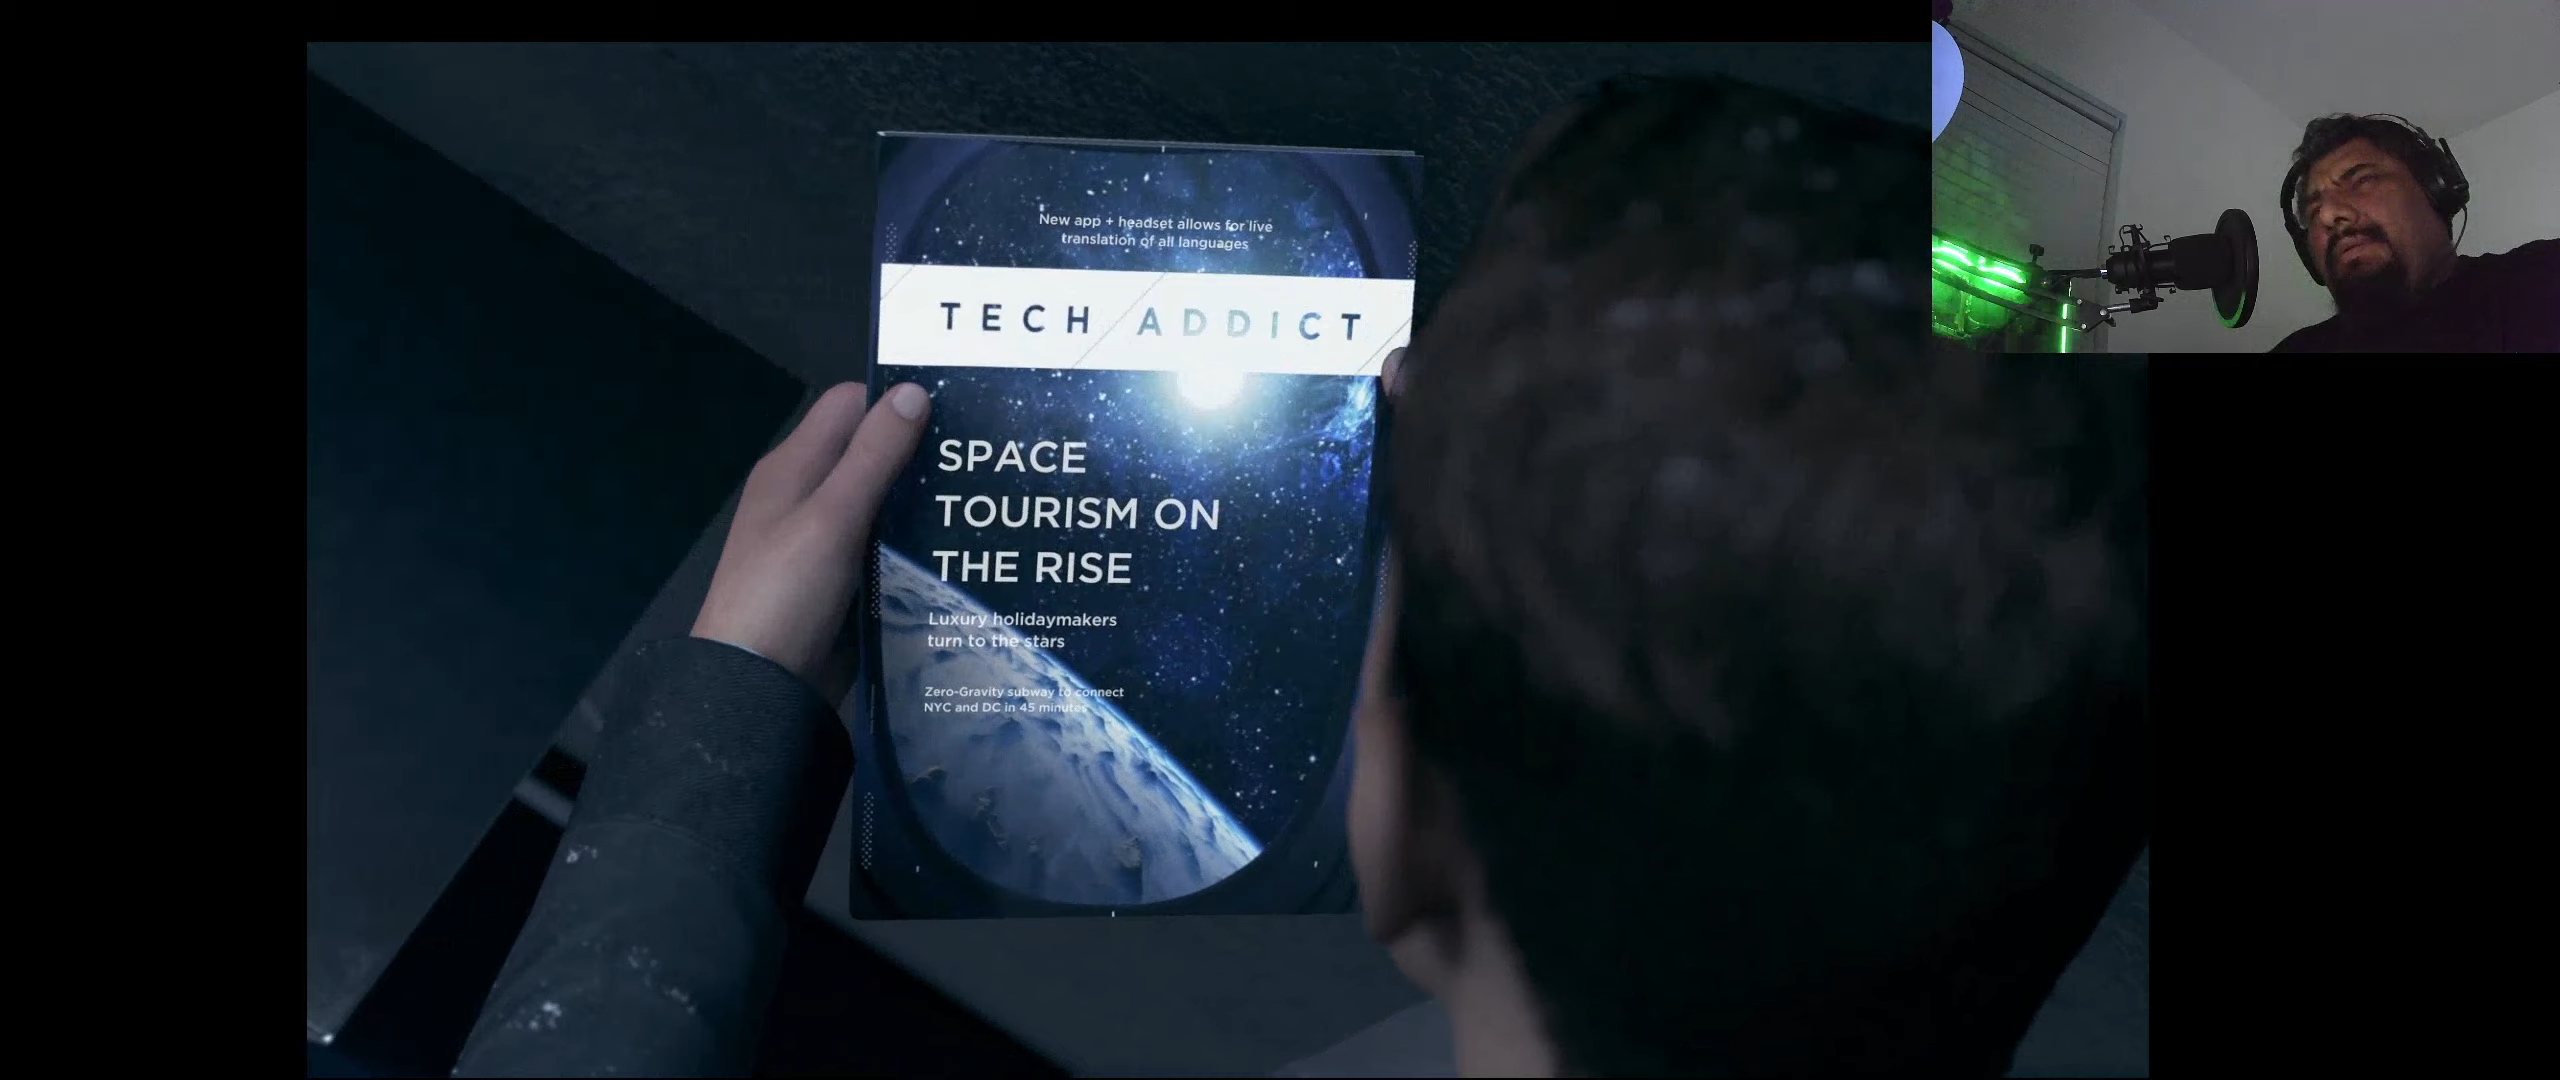 New app + headset allows for live
translation of all languages
TECH ADDICT
SPACE
TOURISM ON
THE RISE
Luxury holidaymakers
turn to the stars
Zero-Gravity subway to connect
NYC and DC in 45 minutes